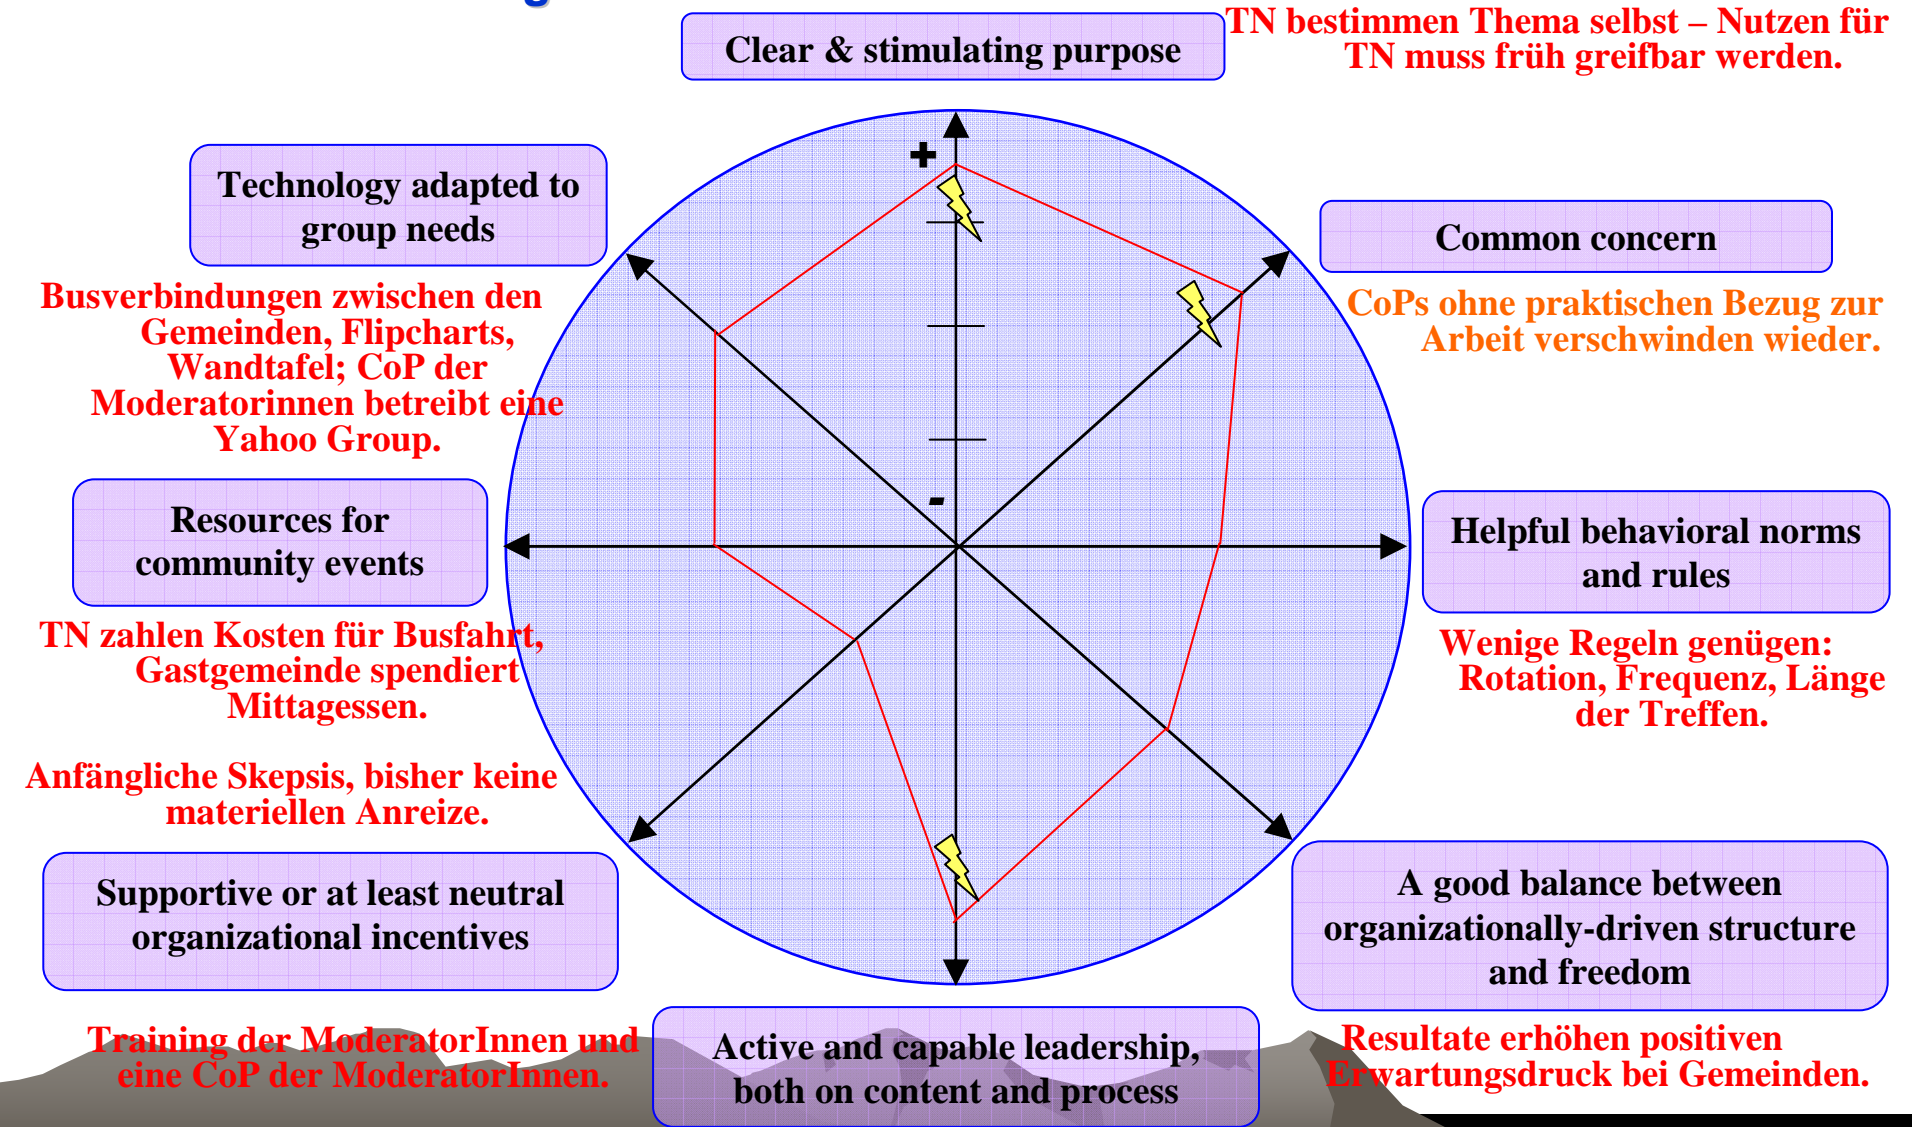 Clear & stimulating purpose
TN bestimmen Thema selbst – Nutzen für
TN muss früh greifbar werden.
+
Technology adapted to
group needs
Common concern
Busverbindungen zwischen den
Gemeinden, Flipcharts,
Wandtafel; CoP der
Moderatorinnen betreibt eine
Yahoo Group.
CoPs ohne praktischen Bezug zur
Arbeit verschwinden wieder.
-
Resources for
community events
Helpful behavioral norms
and rules
TN zahlen Kosten für Busfahrt,
Gastgemeinde spendiert
Mittagessen.
Wenige Regeln genügen:
Rotation, Frequenz, Länge
der Treffen.
Anfängliche Skepsis, bisher keine
materiellen Anreize.
Supportive or at least neutral
organizational incentives
A good balance between
organizationally-driven structure
and freedom
Training der ModeratorInnen und
eine CoP der ModeratorInnen.
Active and capable leadership,
both on content and process
Resultate erhöhen positiven
Erwartungsdruck bei Gemeinden.